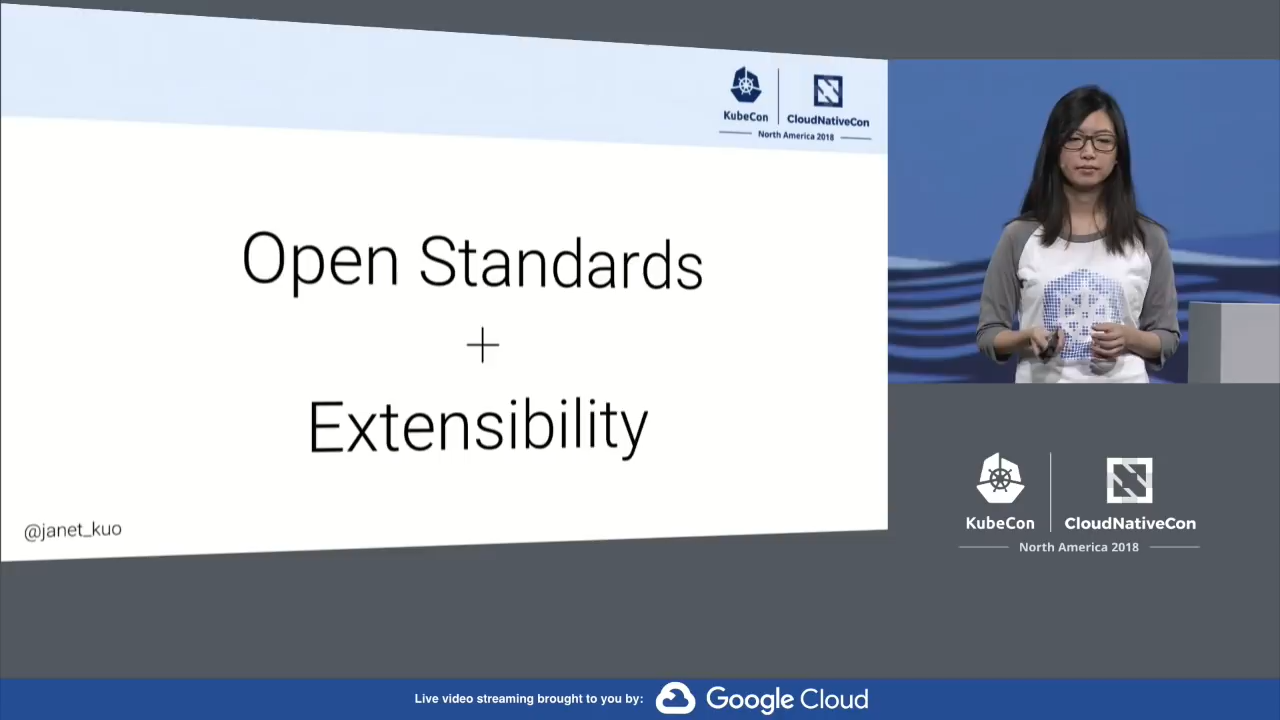 KubeCon
CloudNativeCon
North America 2018
Open Standards
+
Extensibility
@janet_kuo
KubeCon
CloudNativeCon
North America 2018
Live video streaming brought to you by:
Google Cloud